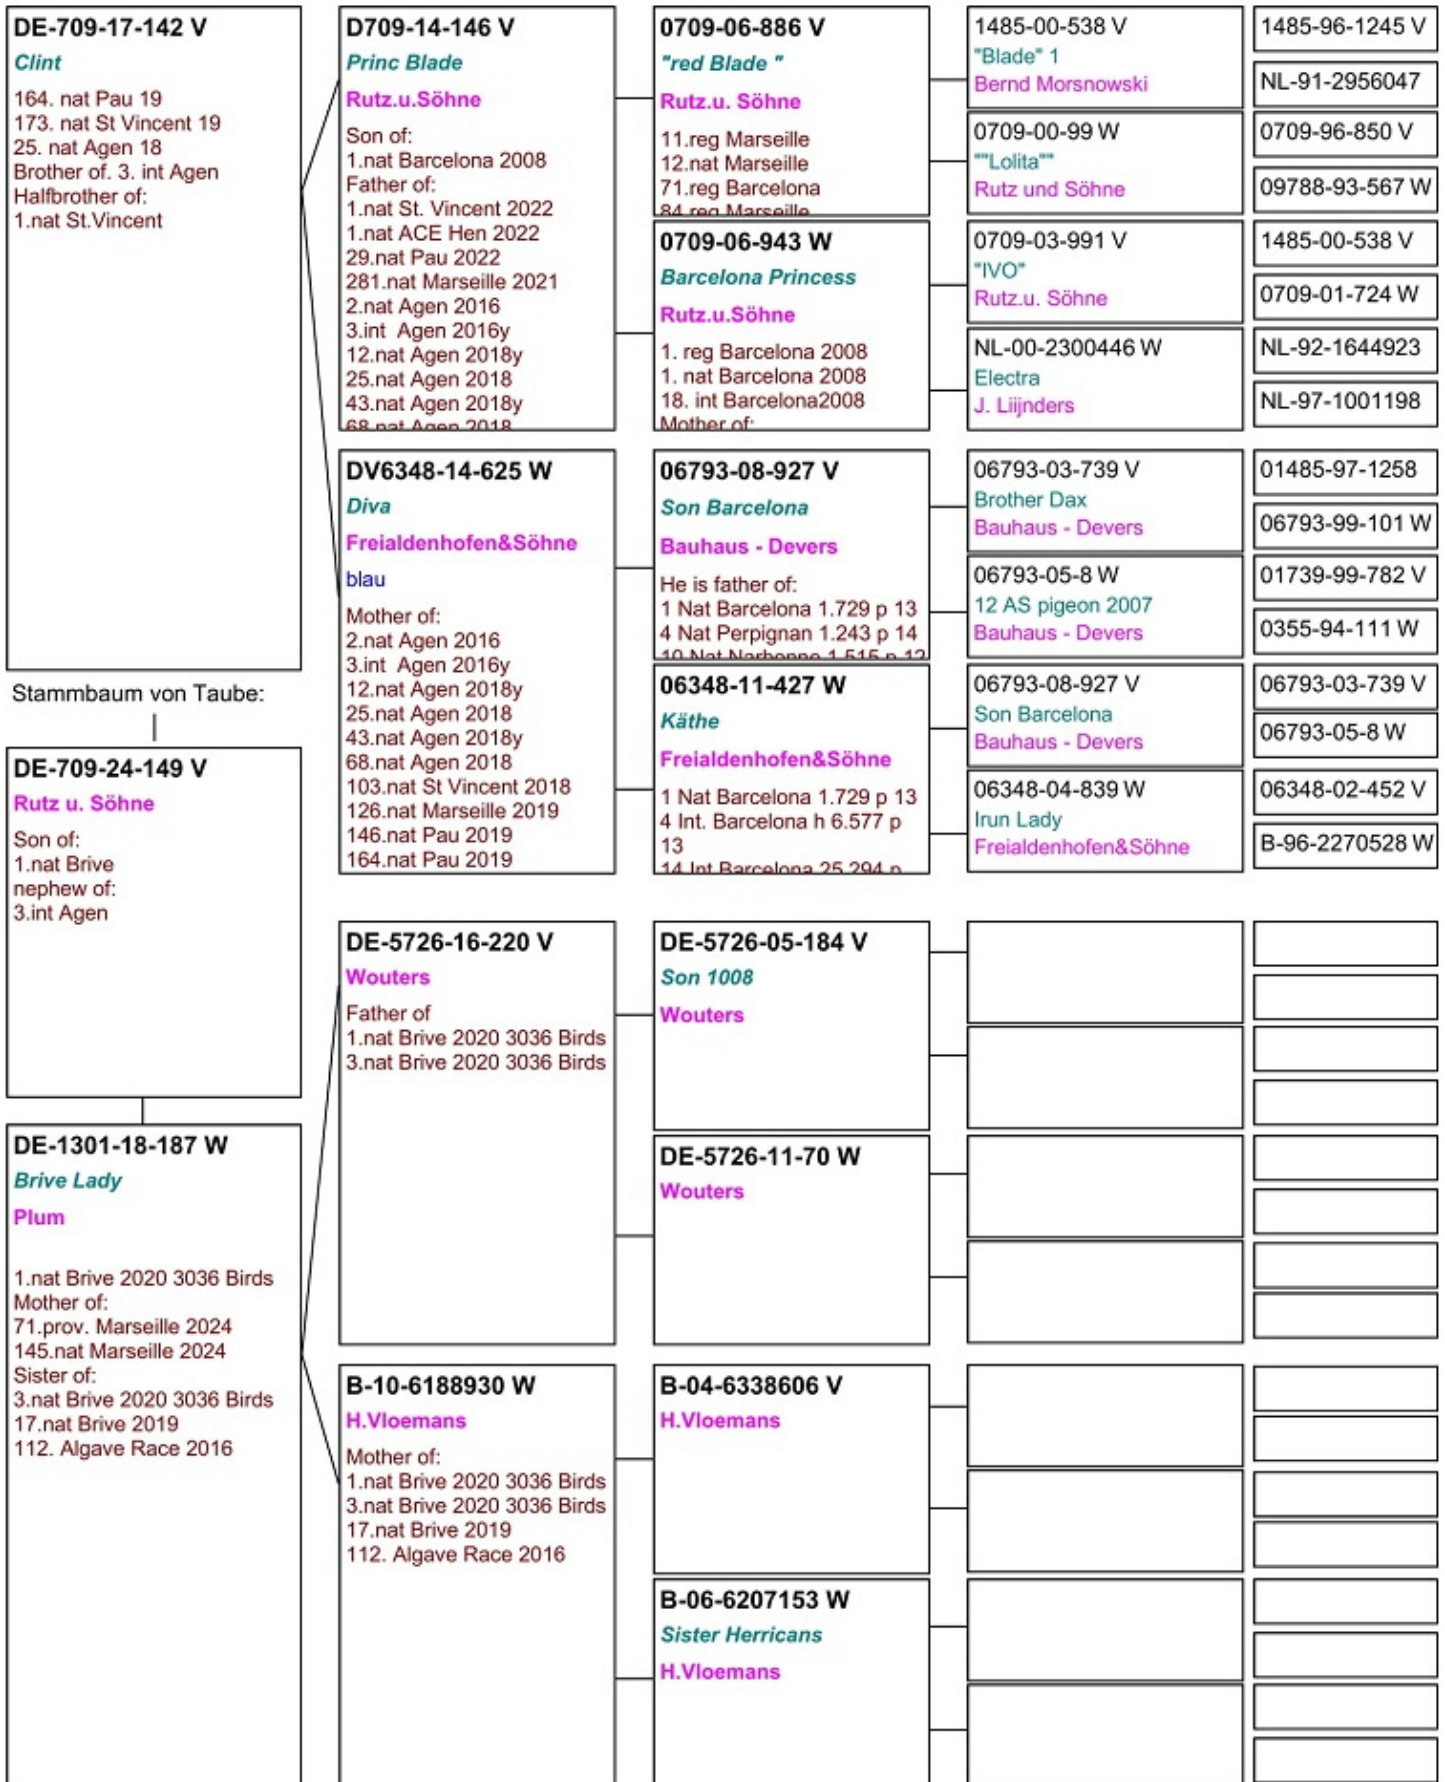 DE-709-17-142 V
Clint
164. nat Pau 19
173. nat St Vincent 19
25. nat Agen 18
Brother of. 3. int Agen
Halfbrother of:
1.nat St.Vincent
Stammbaum von Taube:
DE-709-24-149 V
Rutz u. Söhne
Son of:
1.nat Brive
nephew of:
3.int Agen
DE-1301-18-187 W
Brive Lady
Plum
1.nat Brive 2020 3036 Birds
Mother of:
71.prov. Marseille 2024
145.nat Marseille 2024
Sister of:
3.nat Brive 2020 3036 Birds
17.nat Brive 2019
112. Algave Race 2016
D709-14-146 V
Princ Blade
Rutz.u.Söhne
Son of:
1.nat Barcelona 2008
Father of:
1.nat St. Vincent 2022
1.nat ACE Hen 2022
29.nat Pau 2022
281.nat Marseille 2021
2.nat Agen 2016
3.int Agen 2016y
12.nat Agen 2018y
25.nat Agen 2018
43.nat Agen 2018y
68.nat Agen 2018
DV6348-14-625 W
Diva
Freialdenhofen&Söhne
blau
Mother of:
2.nat Agen 2016
3.int Agen 2016y
12.nat Agen 2018y
25.nat Agen 2018
43.nat Agen 2018y
68.nat Agen 2018
103.nat St Vincent 2018
126.nat Marseille 2019
146.nat Pau 2019
164.nat Pau 2019
DE-5726-16-220 V
Wouters
Father of
1.nat Brive 2020 3036 Birds
3.nat Brive 2020 3036 Birds
B-10-6188930 W
H.Vloemans
Mother of:
1.nat Brive 2020 3036 Birds
3.nat Brive 2020 3036 Birds
17.nat Brive 2019
112. Algave Race 2016
0709-06-886 V
"red Blade "
Rutz.u. Söhne
11.reg Marseille
12.nat Marseille
71.reg Barcelona
84.reg Marseille
0709-06-943 W
Barcelona Princess
Rutz.u.Söhne
1. reg Barcelona 2008
1. nat Barcelona 2008
18. int Barcelona2008
Mother of:
06793-08-927 V
Son Barcelona
Bauhaus - Devers
He is father of:
1 Nat Barcelona 1.729 p 13
4 Nat Perpignan 1.243 p 14
10 Nat Narbonne 1.515 p 12
06348-11-427 W
Käthe
Freialdenhofen&Söhne
1 Nat Barcelona 1.729 p 13
4 Int. Barcelona h 6.577 p
13
14 Int Barcelona 25.294 p
DE-5726-05-184 V
Son 1008
Wouters
DE-5726-11-70 W
Wouters
B-04-6338606 V
H.Vloemans
B-06-6207153 W
Sister Herricans
H.Vloemans
1485-00-538 V
"Blade" 1
Bernd Morsnowski
0709-00-99 W
""Lolita""
Rutz und Söhne
0709-03-991 V
"IVO"
Rutz.u. Söhne
NL-00-2300446 W
Electra
J. Liijnders
06793-03-739 V
Brother Dax
Bauhaus - Devers
06793-05-8 W
12 AS pigeon 2007
Bauhaus - Devers
06793-08-927 V
Son Barcelona
Bauhaus - Devers
06348-04-839 W
Irun Lady
Freialdenhofen&Söhne
1485-96-1245 V
NL-91-2956047
0709-96-850 V
09788-93-567 W
1485-00-538 V
0709-01-724 W
NL-92-1644923
NL-97-1001198
01485-97-1258
06793-99-101 W
01739-99-782 V
0355-94-111 W
06793-03-739 V
06793-05-8 W
06348-02-452 V
B-96-2270528 W